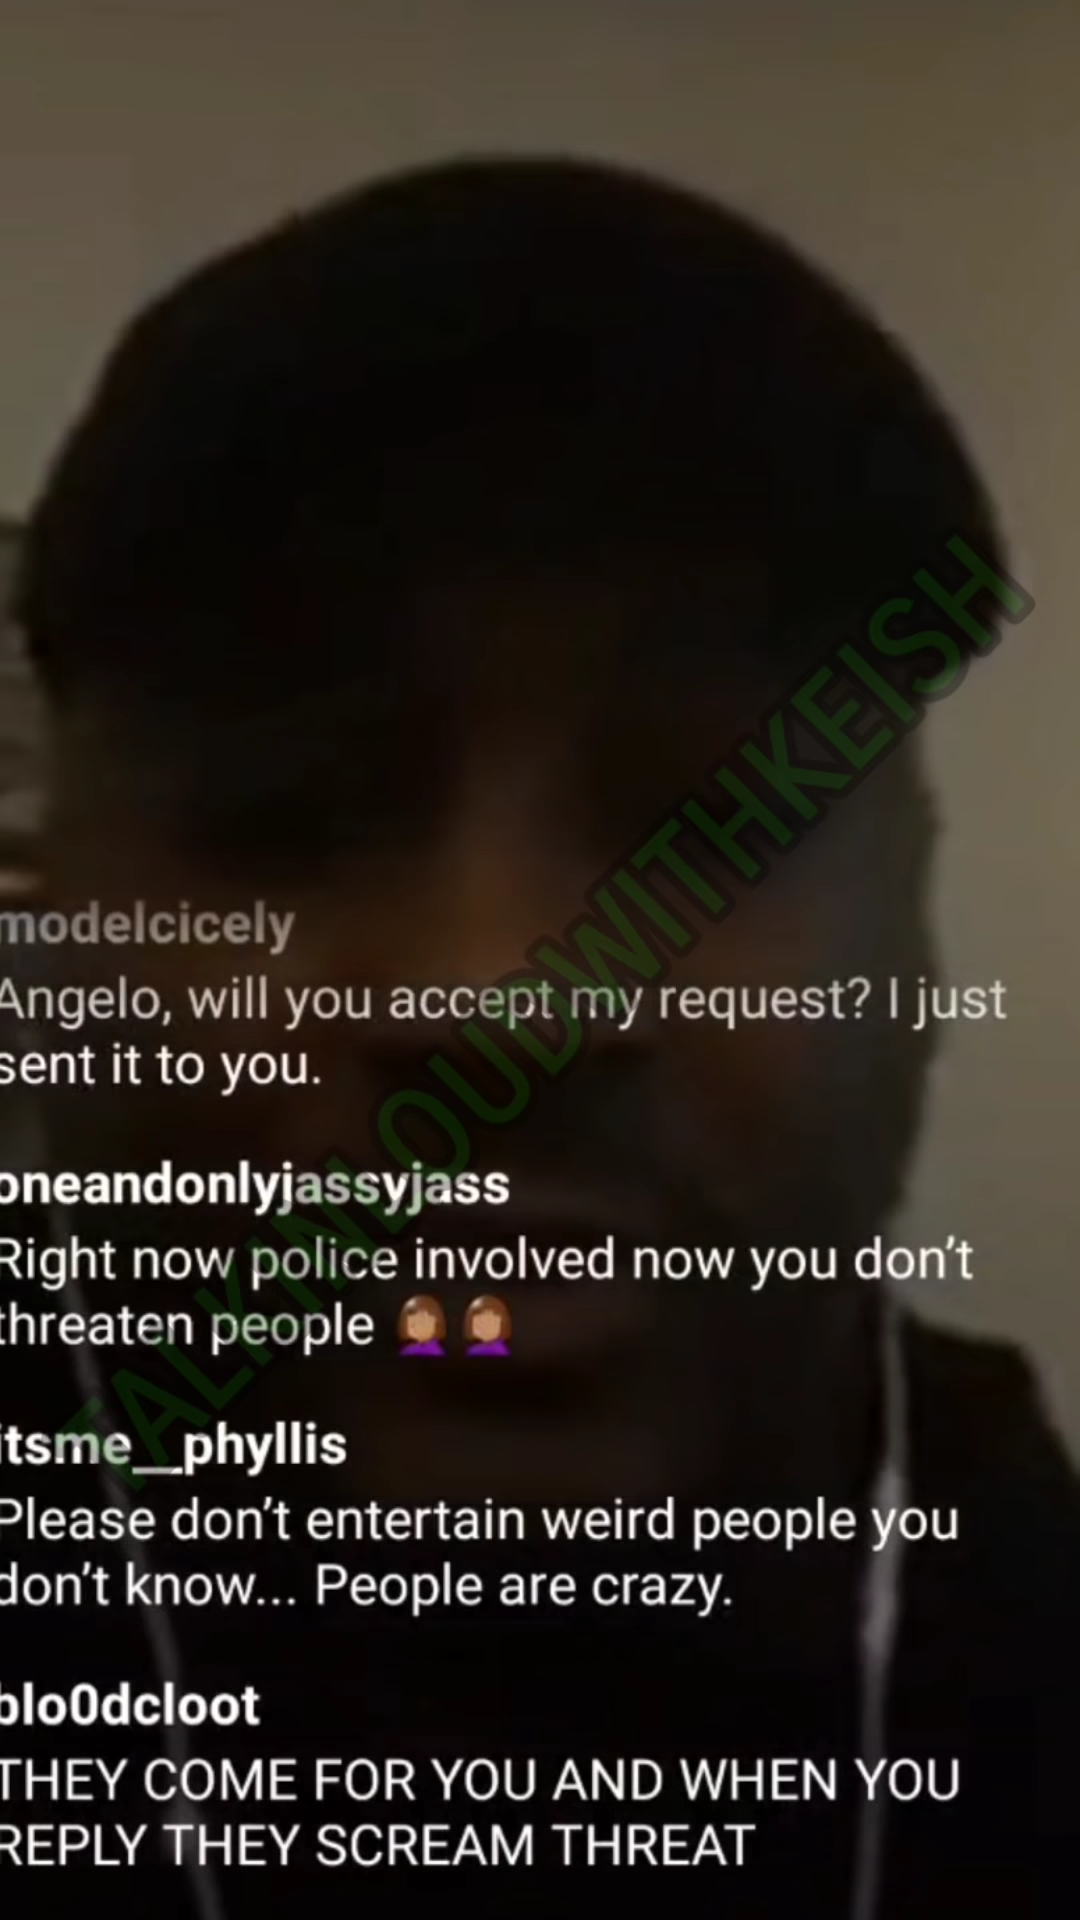 modelcicely
Angelo, will you accept my request? I just
sent it to you.
oneandonlyjassyjass
Right now police involved now you don’t
threaten people 🤦🏽‍♀️🤦🏽‍♀️
itsme__phyllis
Please don’t entertain weird people you
don’t know... People are crazy.
blo0dcloot
THEY COME FOR YOU AND WHEN YOU
REPLY THEY SCREAM THREAT
TALKINLOUDWITHKEISH